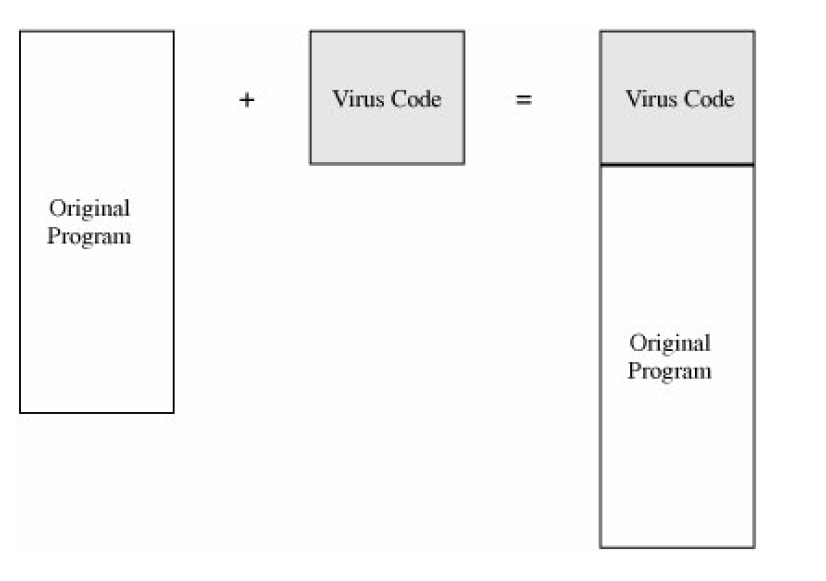 Original
Program
+
Virus Code
=
Virus Code
Original
Program